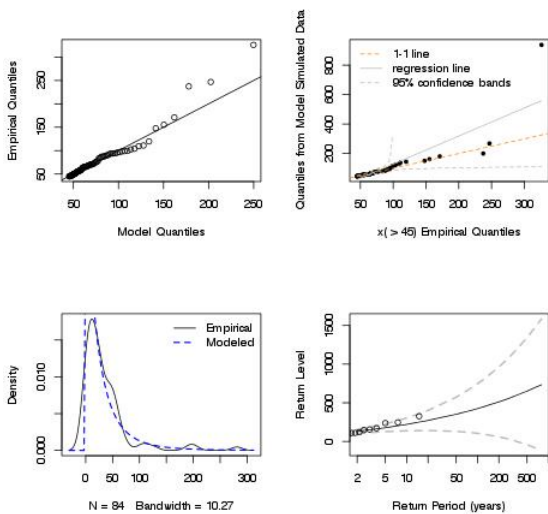 Empirical Quantiles
50
150
250
50
100
150
200
250
Model Quantiles
Quantiles from Model Simulated Data
200
400
600
800
1-1 line
regression line
95% confidence bands
50
100
150
200
250
300
x( > 45) Empirical Quantiles
Density
0.000
0.010
Empirical
Modeled
0
50
100
200
300
N = 84 Bandwidth = 10.27
Return Level
0
500
1000
1500
2
5
10
20
50
100
200
500
Return Period (years)